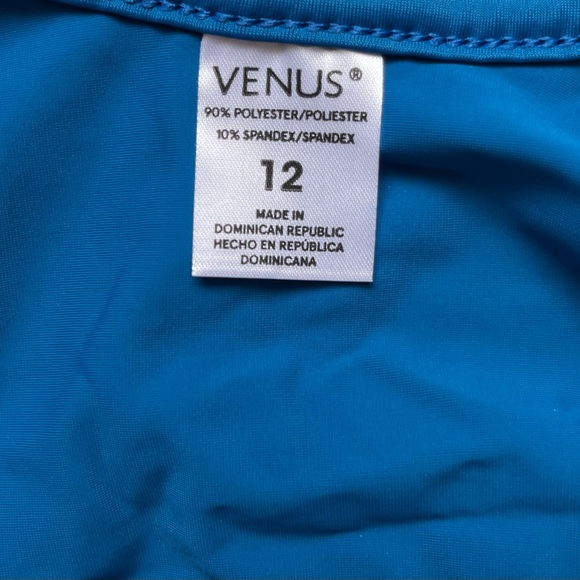 VENUS®
90% POLYESTER/POLIESTER
10% SPANDEX/SPANDEX
12
MADE IN
DOMINICAN REPUBLIC
HECHO EN REPÚBLICA
DOMINICANA